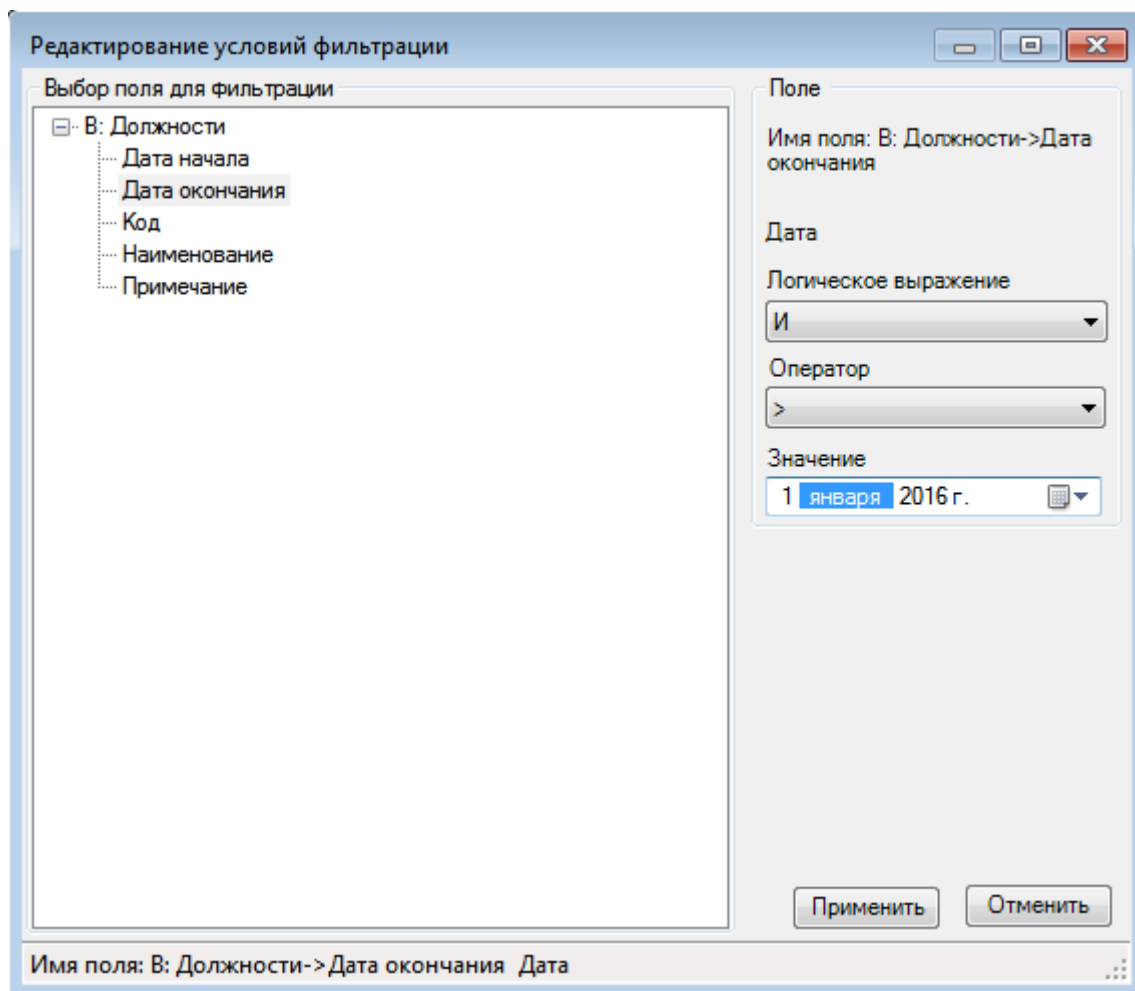 Редактирование условий фильтрации
Выбор поля для фильтрации
В: Должности
Дата начала
Дата окончания
Код
Наименование
Примечание
Поле
Имя поля: В: Должности->Дата
окончания
Дата
Логическое выражение
И
Оператор
>
Значение
1 января 2016 г.
Применить
Отменить
Имя поля: В: Должности->Дата окончания Дата